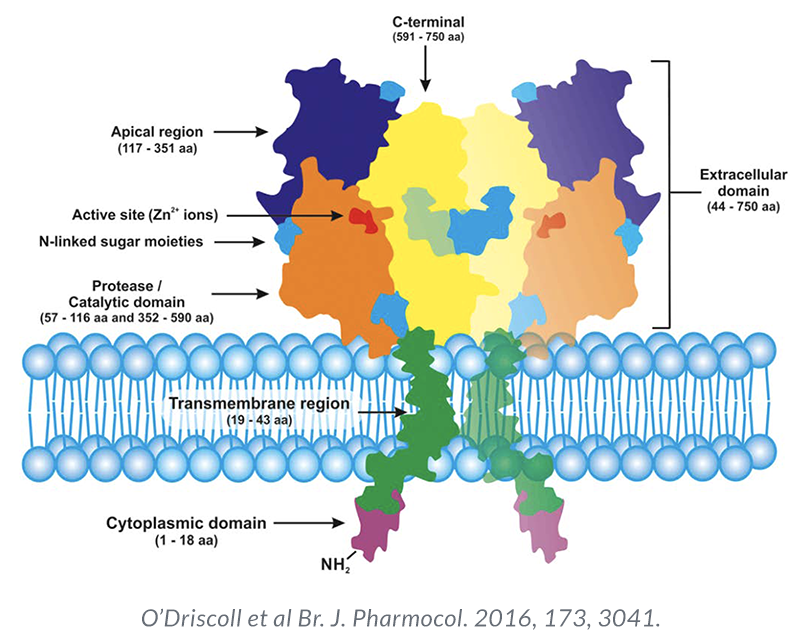 C-terminal
(591 - 750 aa)
Apical region
(117 - 351 aa)
Extracellular
domain
(44 - 750 aa)
Active site (Zn²⁺ ions)
N-linked sugar moieties
Protease /
Catalytic domain
(57 - 116 aa and 352 - 590 aa)
Transmembrane region
(19 - 43 aa)
Cytoplasmic domain
(1 - 18 aa)
NH₂
O'Driscoll et al Br. J. Pharmocol. 2016, 173, 3041.